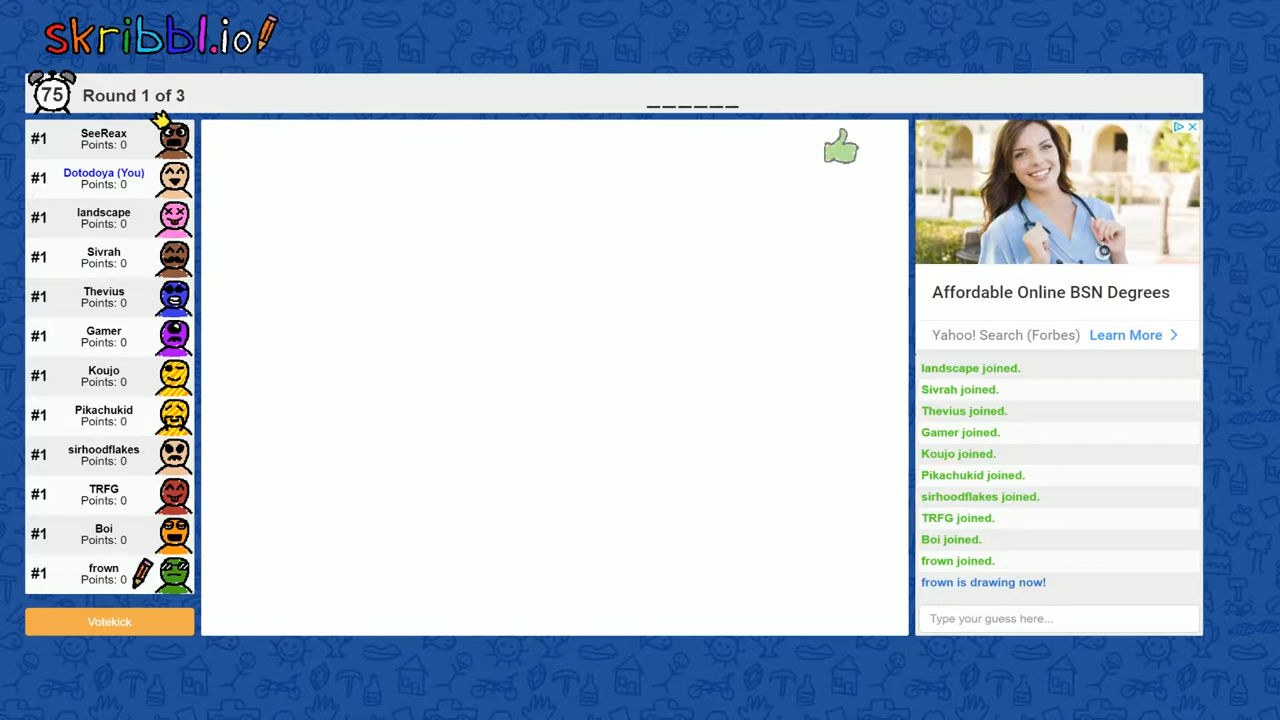 skribbl.io!
75
Round 1 of 3
______
#1
SeeReax
Points: 0
#1
Dotodoya (You)
Points: 0
#1
landscape
Points: 0
#1
Sivrah
Points: 0
#1
Thevius
Points: 0
#1
Gamer
Points: 0
#1
Koujo
Points: 0
#1
Pikachukid
Points: 0
#1
sirhoodflakes
Points: 0
#1
TRFG
Points: 0
#1
Boi
Points: 0
#1
frown
Points: 0
Votekick
Affordable Online BSN Degrees
Yahoo! Search (Forbes) Learn More
landscape joined.
Sivrah joined.
Thevius joined.
Gamer joined.
Koujo joined.
Pikachukid joined.
sirhoodflakes joined.
TRFG joined.
Boi joined.
frown joined.
frown is drawing now!
Type your guess here...